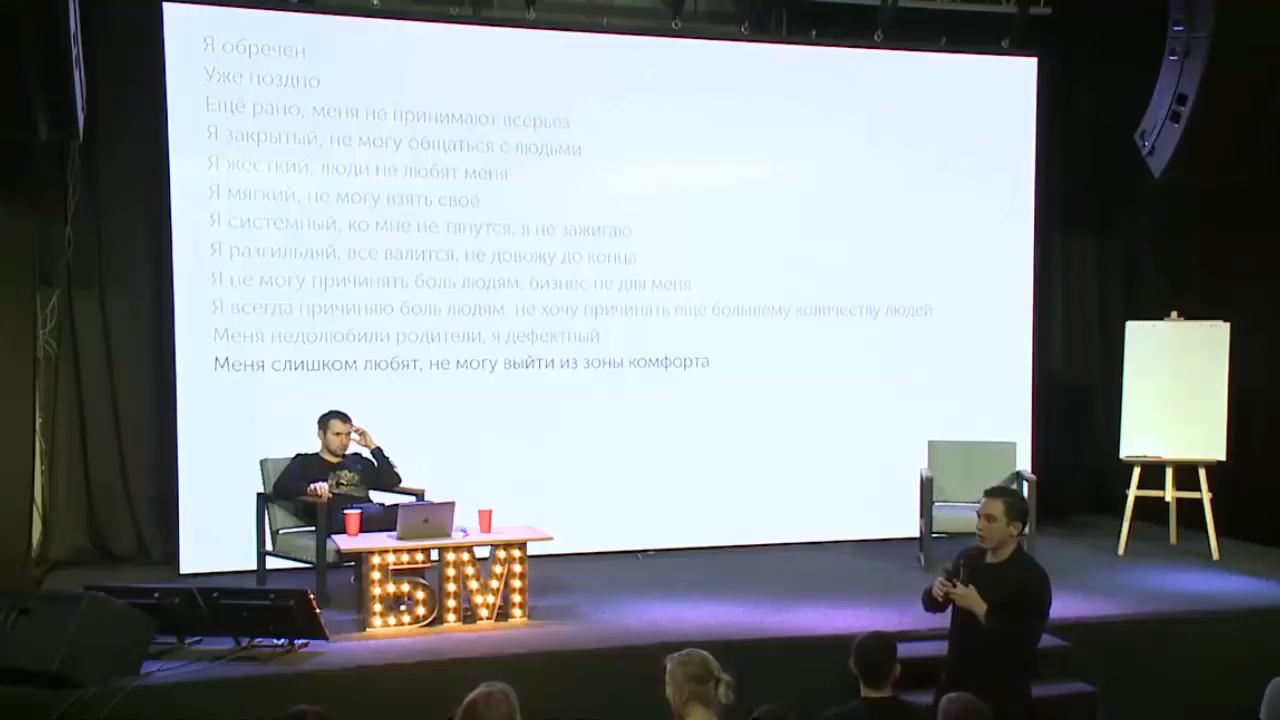 Я обречен
Уже поздно
Ещё рано, меня не принимают всерьез
Я закрытый, не могу общаться с людьми
Я жесткий, люди не любят меня
Я мягкий, не могу взять своё
Я системный, ко мне не тянутся, я не зажигаю
Я разгильдяй, все валится, не довожу до конца
Я не могу причинять боль людям, бизнес не для меня
Я всегда причиняю боль людям, не хочу причинять ещё большему количеству людей
Меня недолюбили родители, я дефектный
Меня слишком любят, не могу выйти из зоны комфорта
БМ